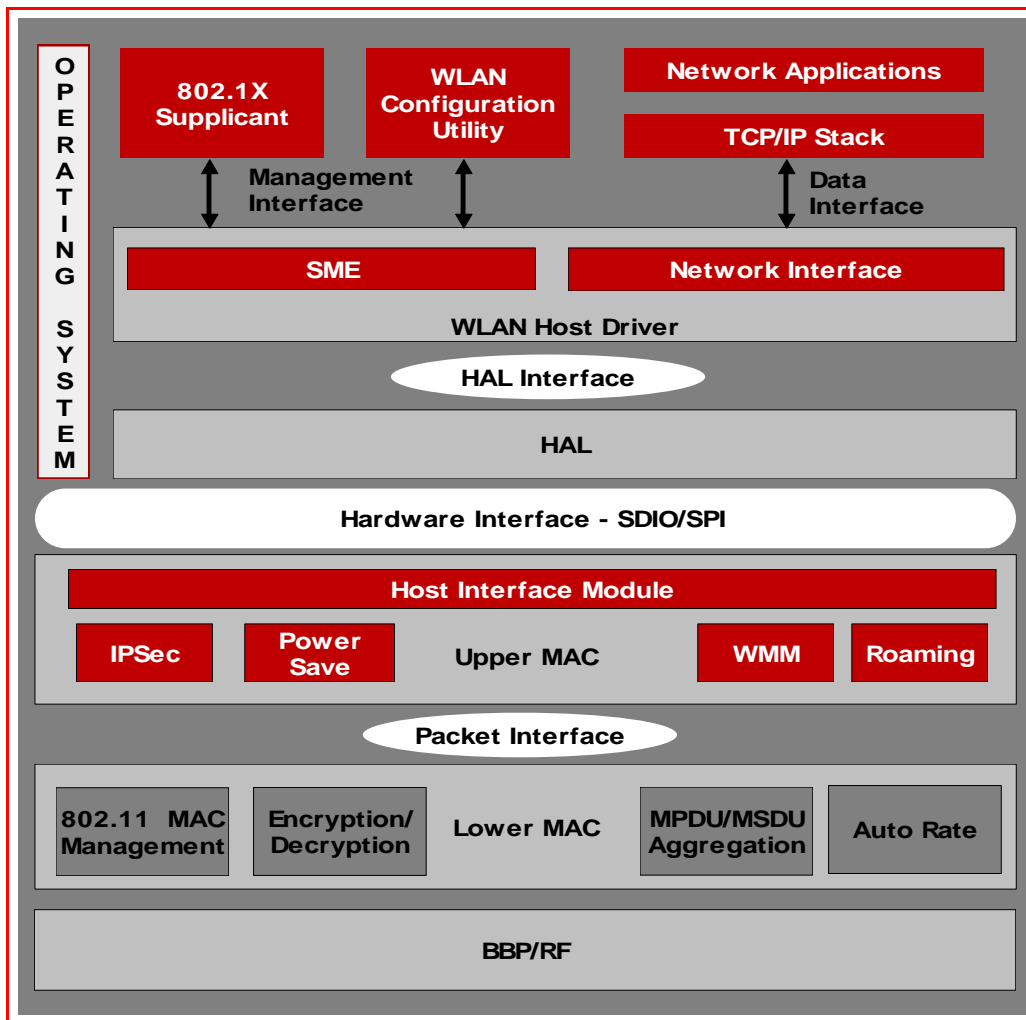 OPERATING SYSTEM
802.1X
Supplicant
WLAN
Configuration
Utility
Network Applications
TCP/IP Stack
Management
Interface
Data
Interface
SME
Network Interface
WLAN Host Driver
HAL Interface
HAL
Hardware Interface - SDIO/SPI
Host Interface Module
IPSec
Power
Save
Upper MAC
WMM
Roaming
Packet Interface
802.11 MAC
Management
Encryption/
Decryption
Lower MAC
MPDU/MSDU
Aggregation
Auto Rate
BBP/RF